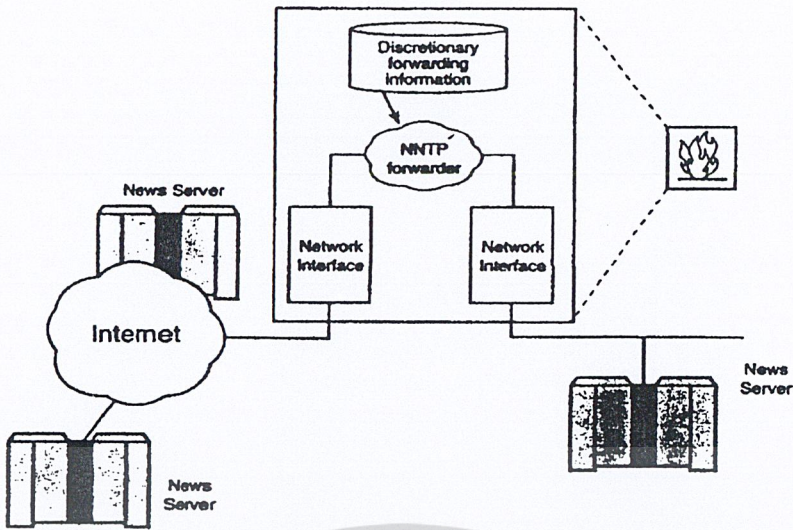 Discretionary
forwarding
information
NNTP
forwarder
News Server
Network
Interface
Network
Interface
Internet
News
Server
News
Server